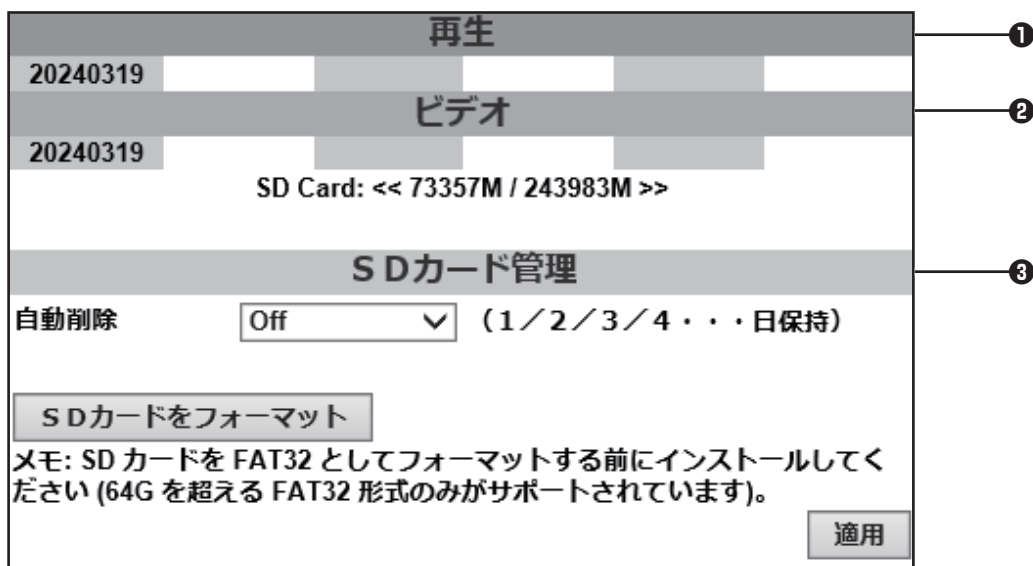 再生
❶
20240319
ビデオ
❷
20240319
SD Card: << 73357M / 243983M >>
ＳＤカード管理
❸
自動削除 Off （１／２／３／４・・・日保持）
ＳＤカードをフォーマット
メモ: SD カードを FAT32 としてフォーマットする前にインストールしてく
ださい (64G を超える FAT32 形式のみがサポートされています)。
適用